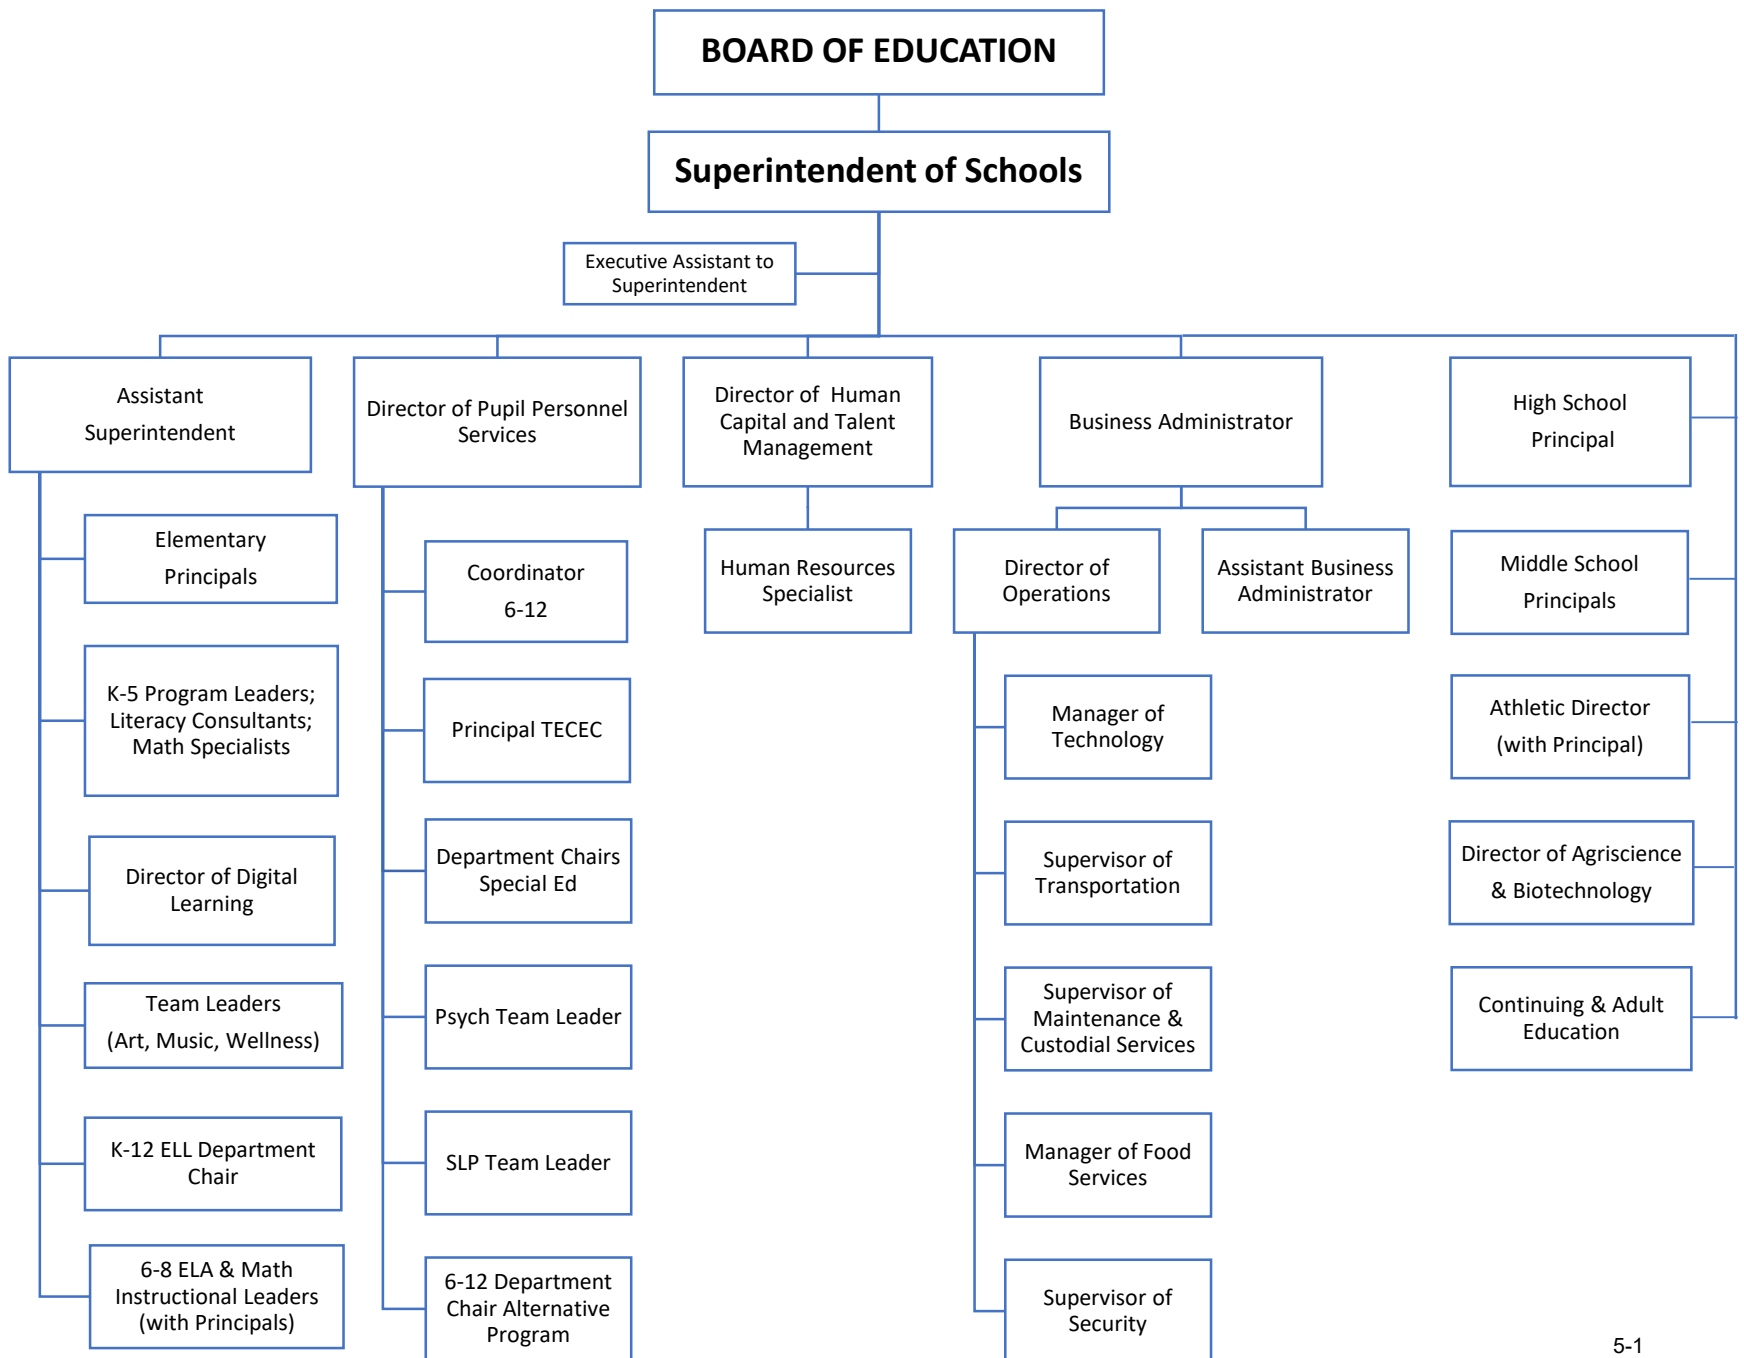 BOARD OF EDUCATION
Superintendent of Schools
Executive Assistant to
Superintendent
Assistant
Superintendent
Director of Pupil Personnel
Services
Director of Human
Capital and Talent
Management
Business Administrator
High School
Principal
Elementary
Principals
K-5 Program Leaders;
Literacy Consultants;
Math Specialists
Director of Digital
Learning
Team Leaders
(Art, Music, Wellness)
K-12 ELL Department
Chair
6-8 ELA & Math
Instructional Leaders
(with Principals)
Coordinator
6-12
Principal TECEC
Department Chairs
Special Ed
Psych Team Leader
SLP Team Leader
6-12 Department
Chair Alternative
Program
Human Resources
Specialist
Director of
Operations
Assistant Business
Administrator
Manager of
Technology
Supervisor of
Transportation
Supervisor of
Maintenance &
Custodial Services
Manager of Food
Services
Supervisor of
Security
Middle School
Principals
Athletic Director
(with Principal)
Director of Agriscience
& Biotechnology
Continuing & Adult
Education
5-1